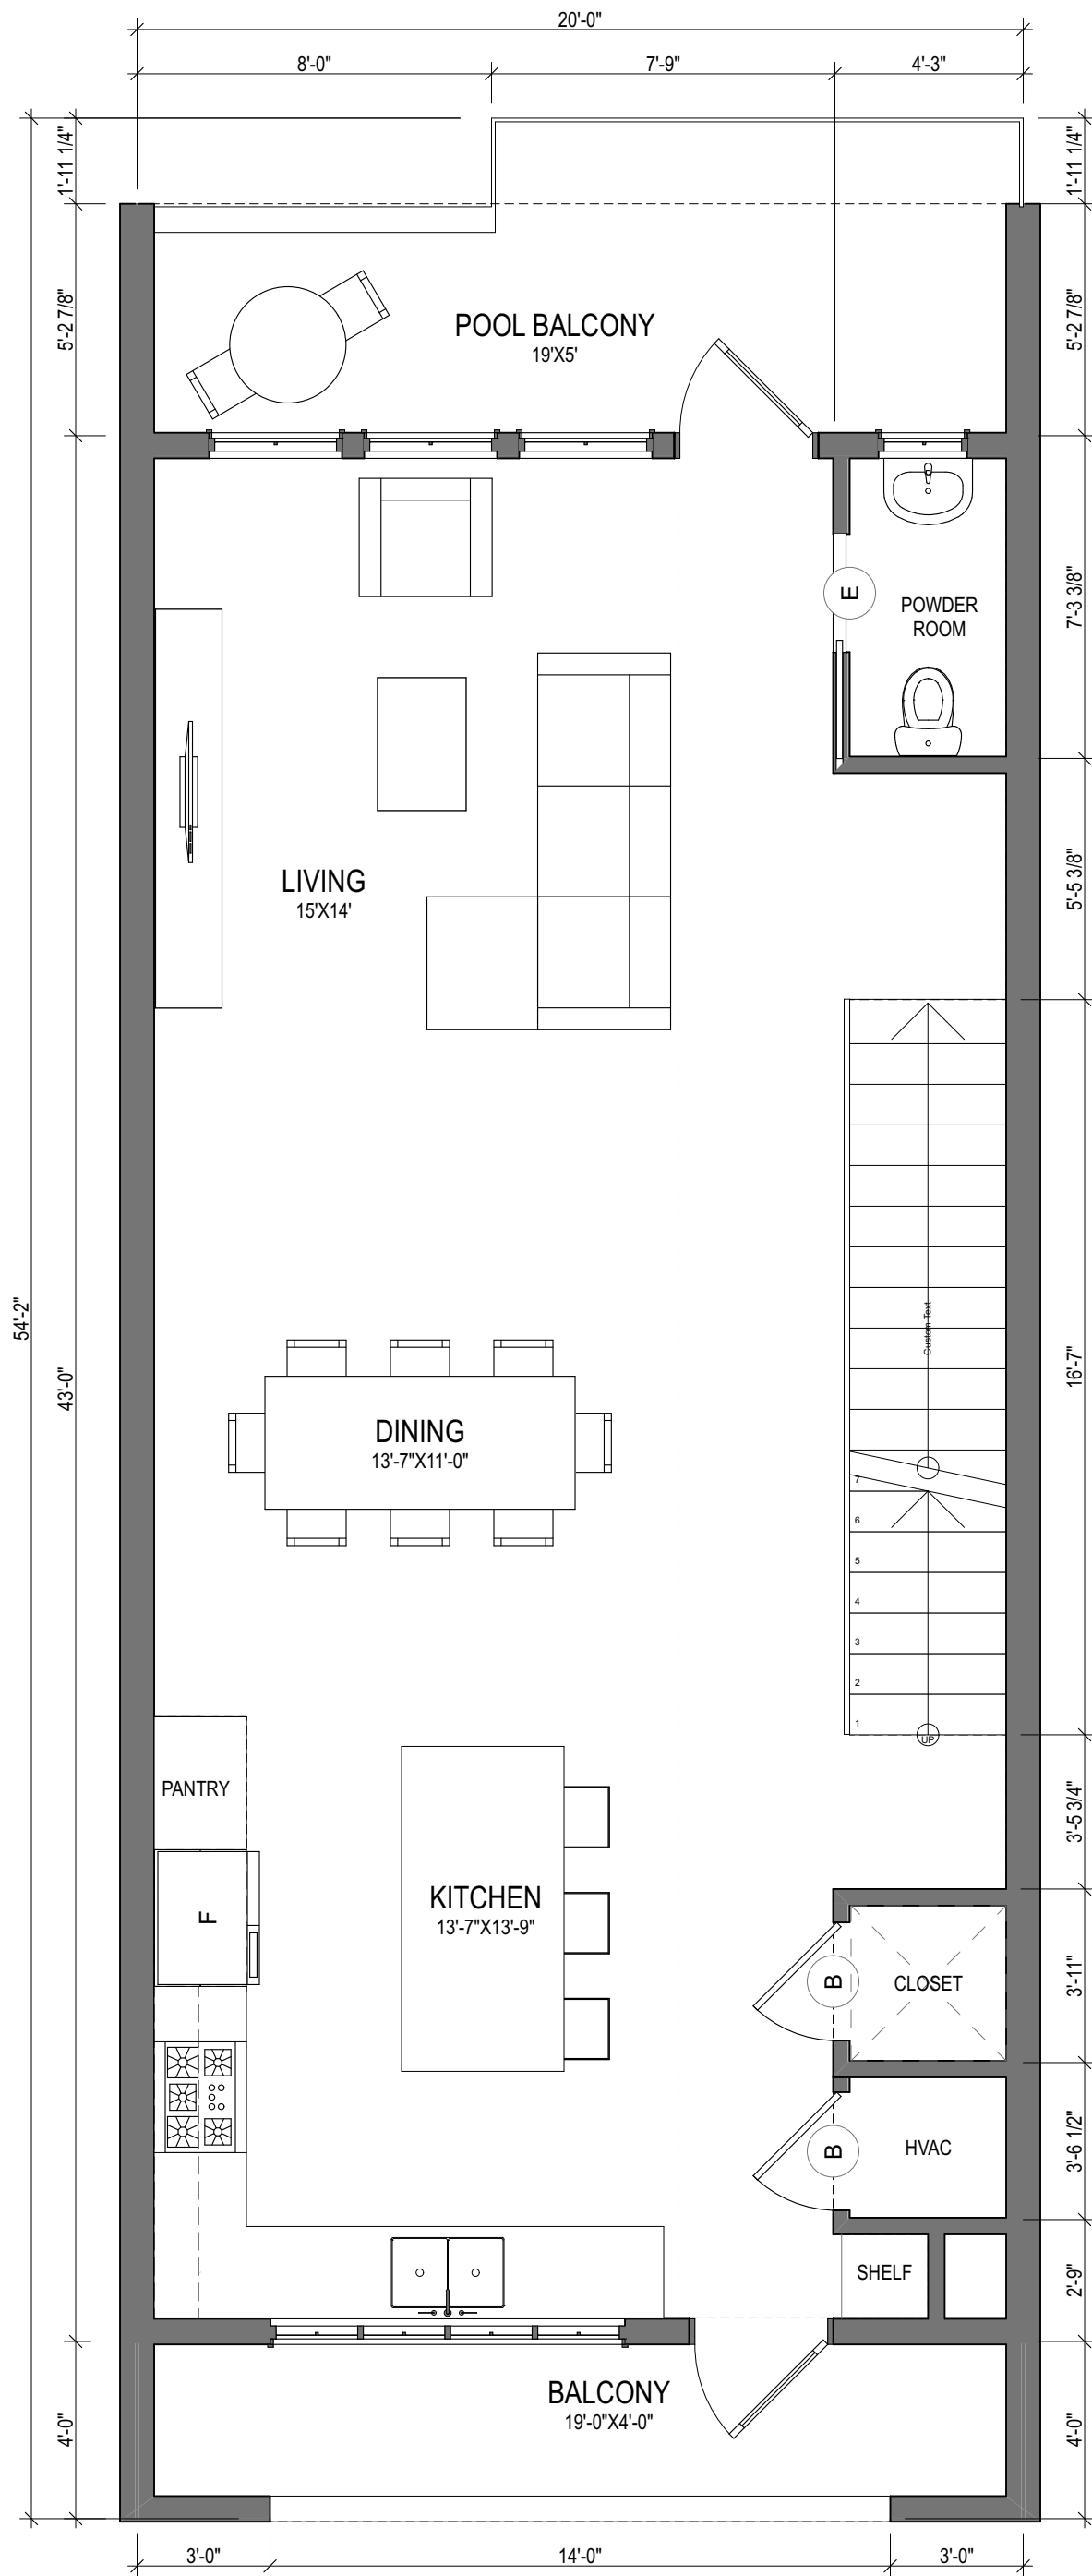 20'-0"
8'-0"
7'-9"
4'-3"
1'-11 1/4"
1'-11 1/4"
5'-2 7/8"
5'-2 7/8"
POOL BALCONY
19'X5'
E
POWDER
ROOM
7'-3 3/8"
LIVING
15'X14'
5'-5 3/8"
54'-2"
43'-0"
Custom Text
16'-7"
DINING
13'-7"X11'-0"
7
6
5
4
3
2
1
UP
PANTRY
3'-5 3/4"
F
KITCHEN
13'-7"X13'-9"
B
CLOSET
3'-11"
B
HVAC
3'-6 1/2"
SHELF
2'-9"
BALCONY
19'-0"X4'-0"
4'-0"
4'-0"
3'-0"
14'-0"
3'-0"